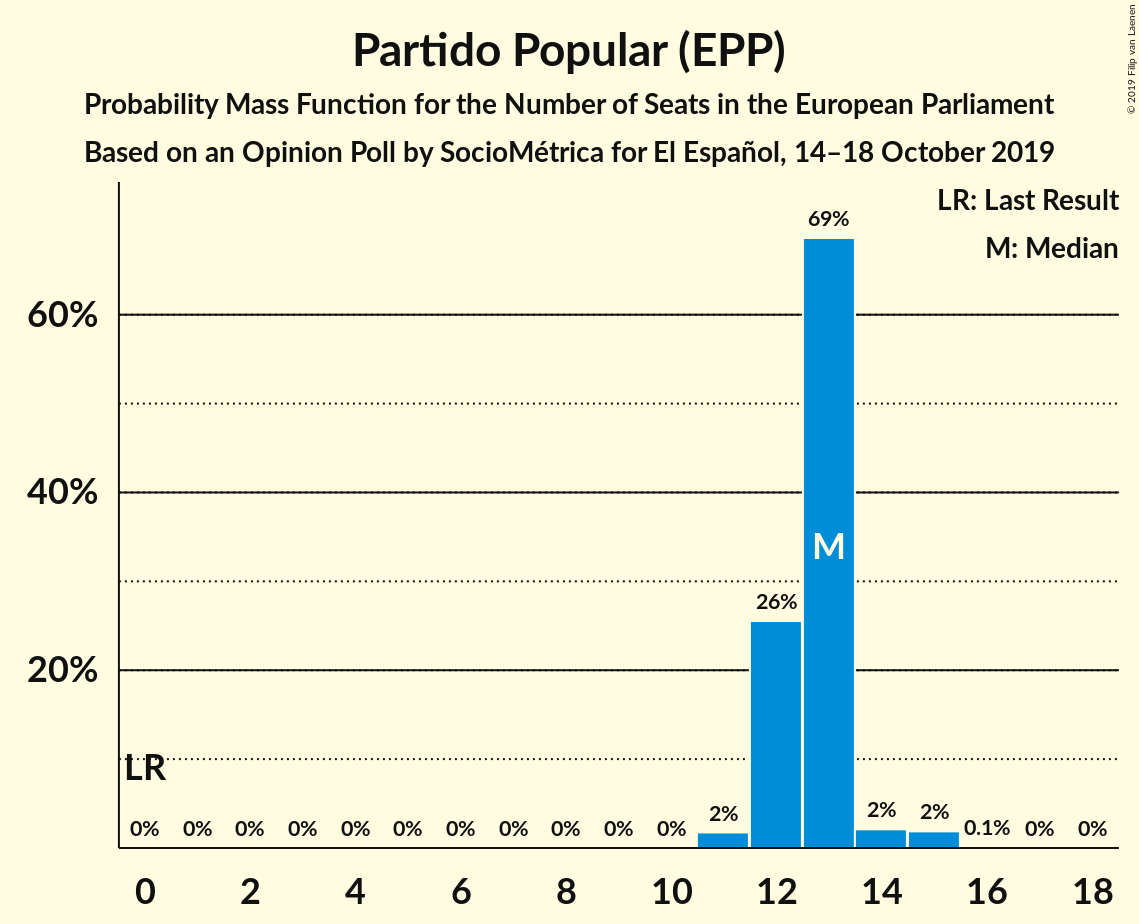 Partido Popular (EPP)
Probability Mass Function for the Number of Seats in the European Parliament
Based on an Opinion Poll by SocioMétrica for El Español, 14–18 October 2019
© 2019 Filip van Laenen
LR: Last Result
M: Median
60%
40%
20%
69%
M
26%
LR
0% 0% 0% 0% 0% 0% 0% 0% 0% 0% 0% 2% 2% 2% 0.1% 0% 0%
0 2 4 6 8 10 12 14 16 18